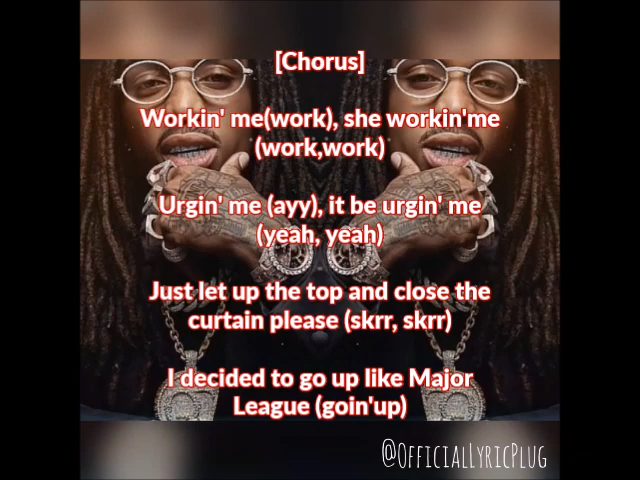 [Chorus]
Workin' me(work), she workin'me
(work,work)
Urgin' me (ayy), it be urgin' me
(yeah, yeah)
Just let up the top and close the
curtain please (skrr, skrr)
I decided to go up like Major
League (goin'up)
@OfficialLyricPlug